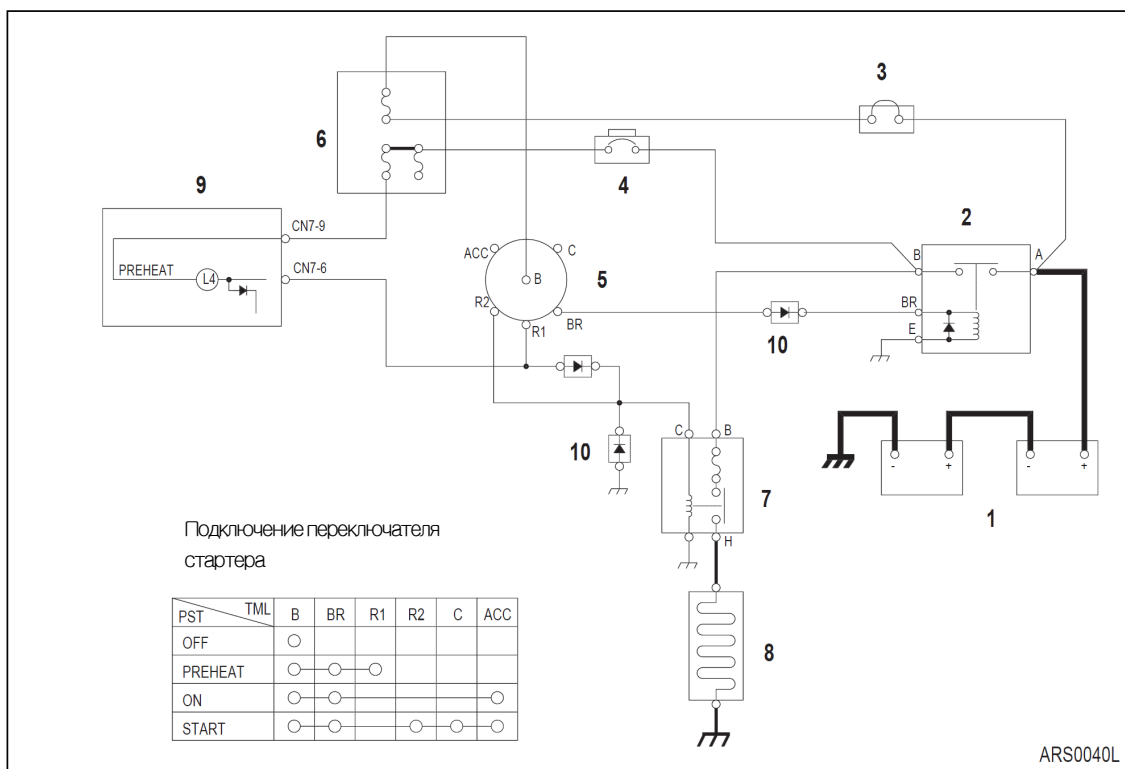 3
6
4
9
2
CN7-9
ACC
C
B
A
PREHEAT
L4
CN7-6
B
5
R2
BR
BR
R1
E
10
C
B
10
-
+
-
+
7
1
Подключение переключателя
стартера
H
PST TML B BR R1 R2 C ACC
OFF
PREHEAT
ON
START
8
ARS0040L